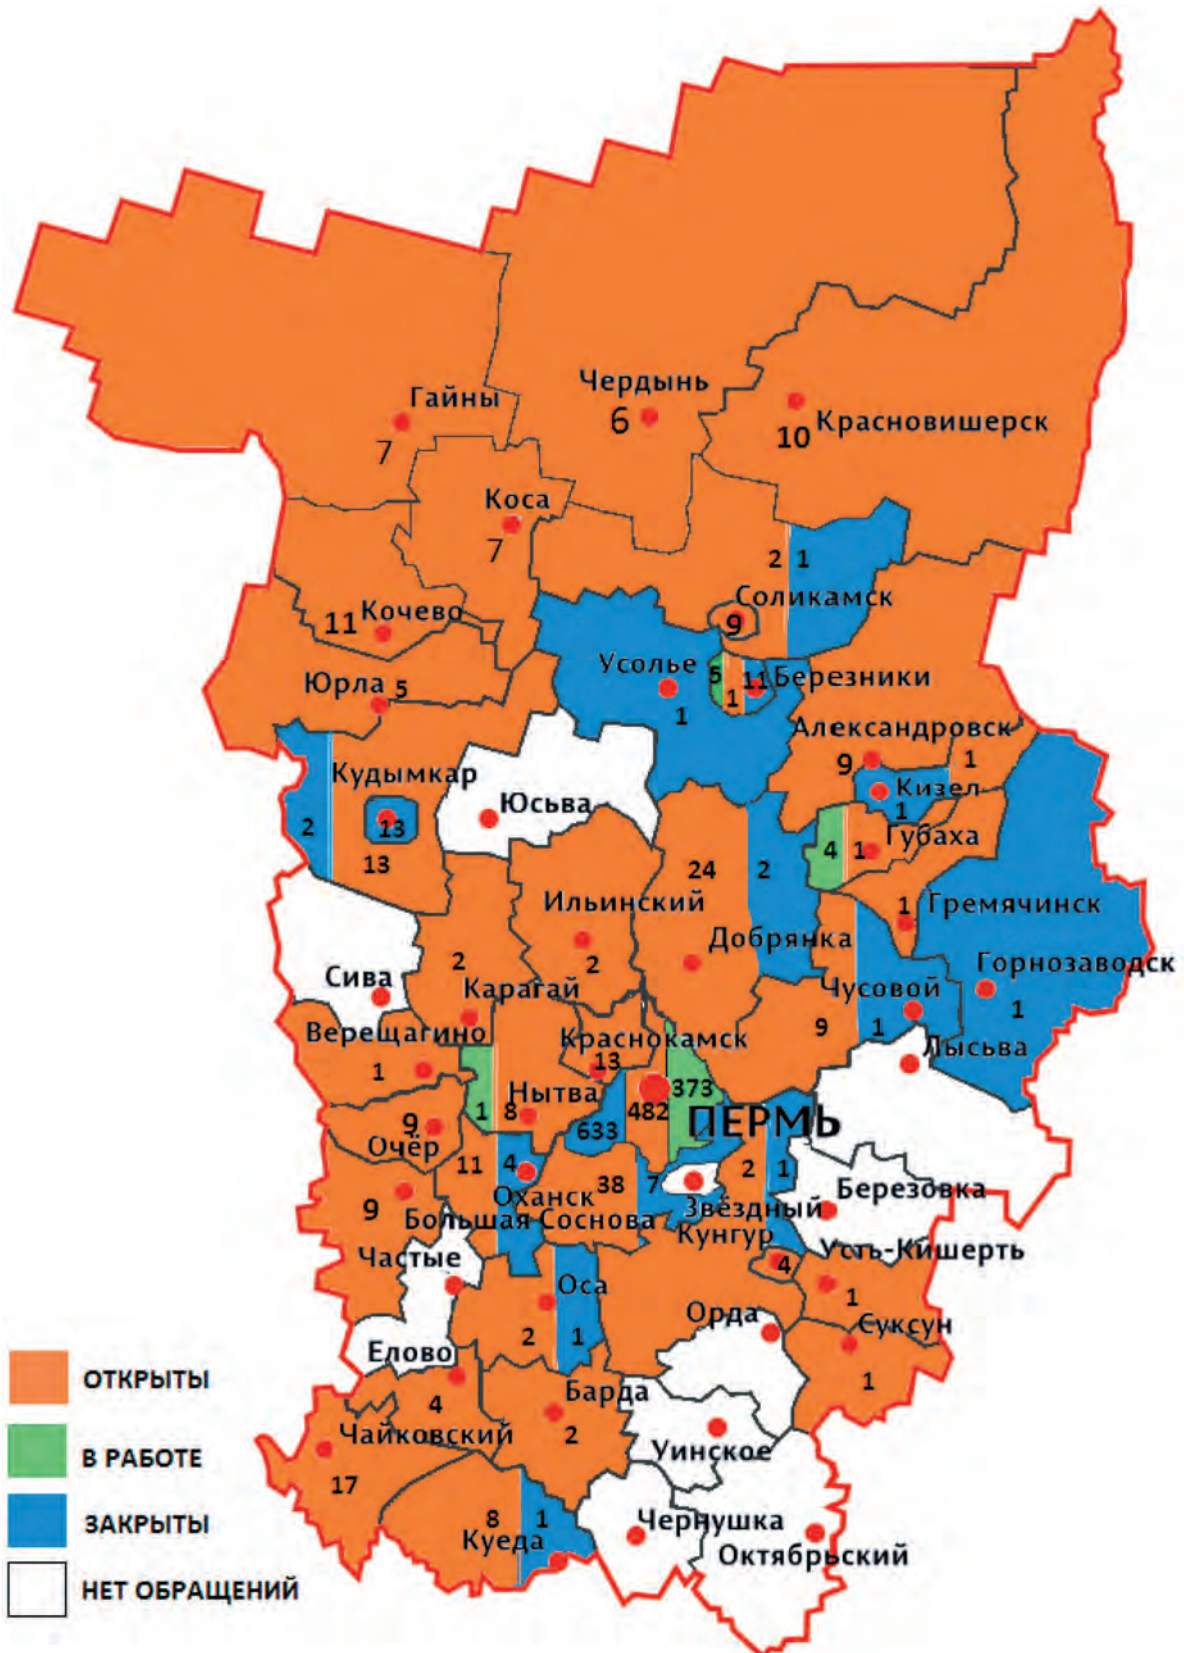 Гайны
7
Чердынь
6
Красновишерск
10
Коса
7
2 1
Соликамск
9
Кочево
11
Усолье
1
5 1 11
Березники
Юрла 5
Александровск
9
1
Кизел
1
Кудымкар
13
2
13
Юсьва
4 1
Губаха
24 2
Добрянка
Ильинский
2
1
Гремячинск
Горнозаводск
1
2
Карагай
Сива
Чусовой
9 1
Верещагино
1
Краснокамск
13
Лысьва
Нытва
1 8
373
482
633
ПЕРМЬ
9
Очёр
11 4
Оханск
38 7
2 1
Звёздный
Березовка
9
Большая Соснова
Кунгур
4
Усть-Кишерть
1
Частые
Оса
2 1
Орда
Суксун
1
Елово
4
Барда
2
Уинское
Чайковский
17
8 1
Куеда
Чернушка
Октябрьский
ОТКРЫТЫ
В РАБОТЕ
ЗАКРЫТЫ
НЕТ ОБРАЩЕНИЙ